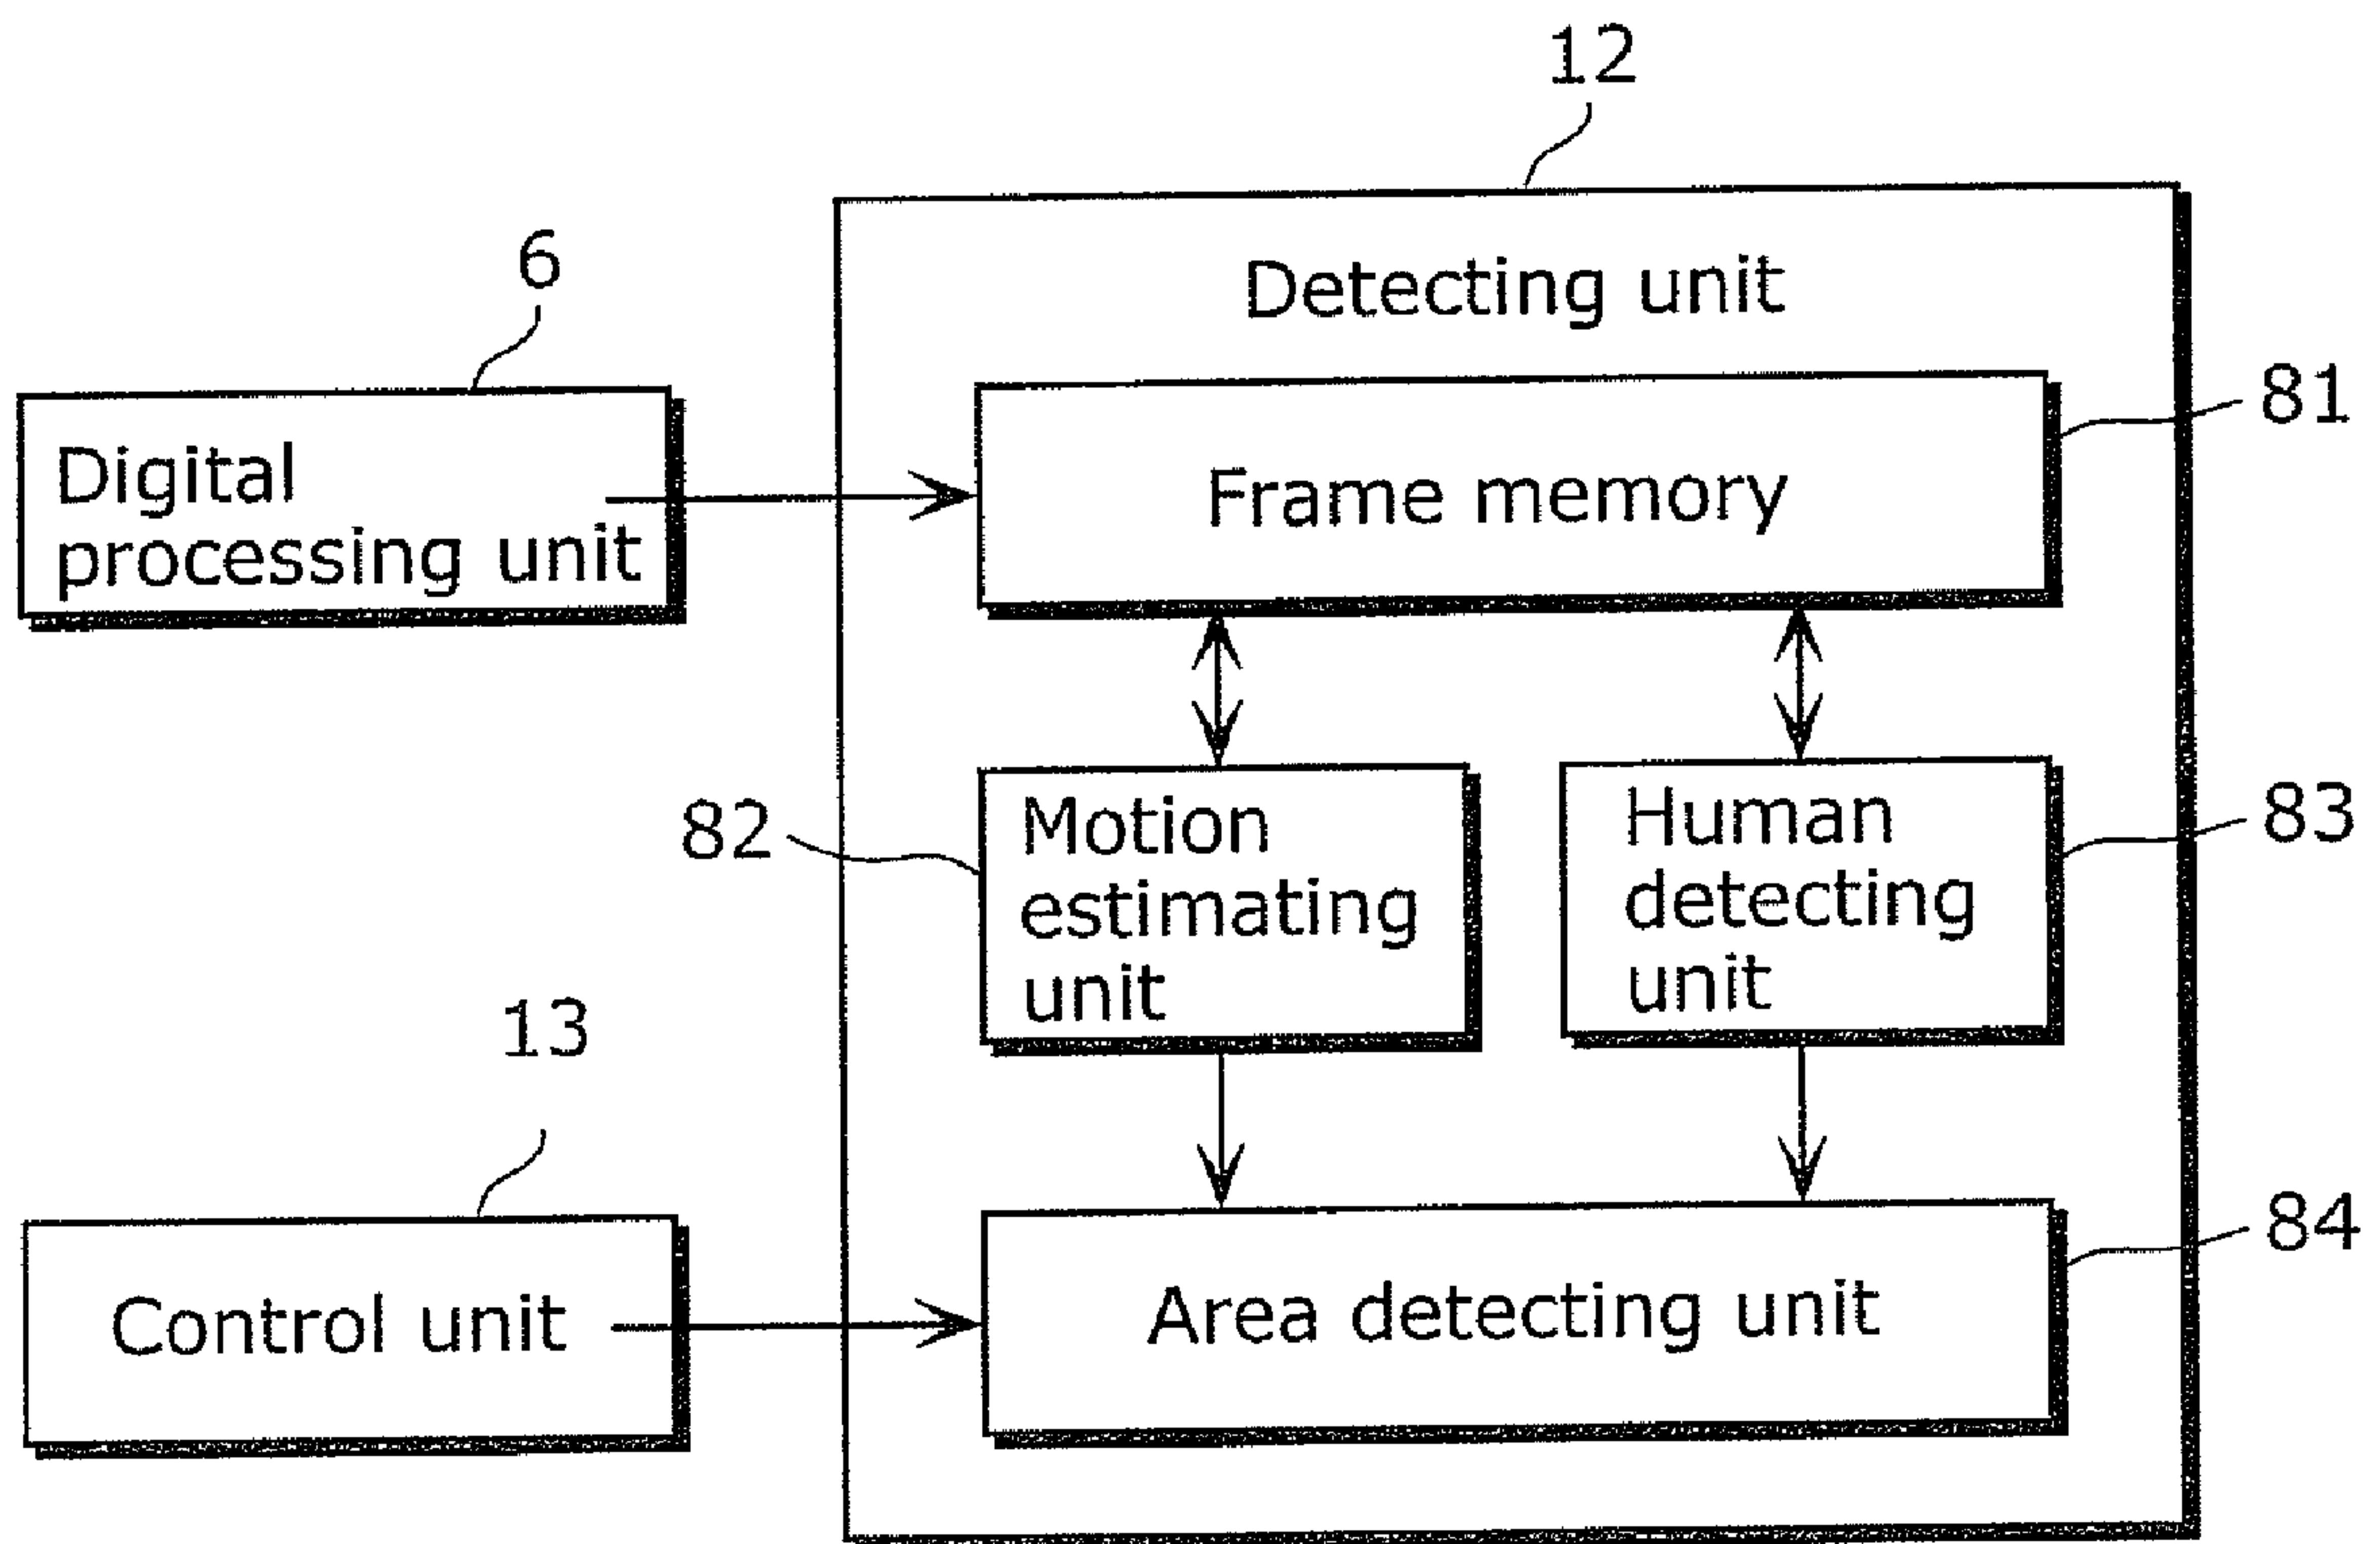 12
6
Detecting unit
81
Digital
processing unit
Frame memory
82
Motion
estimating
unit
Human
detecting
unit
83
13
84
Control unit
Area detecting unit